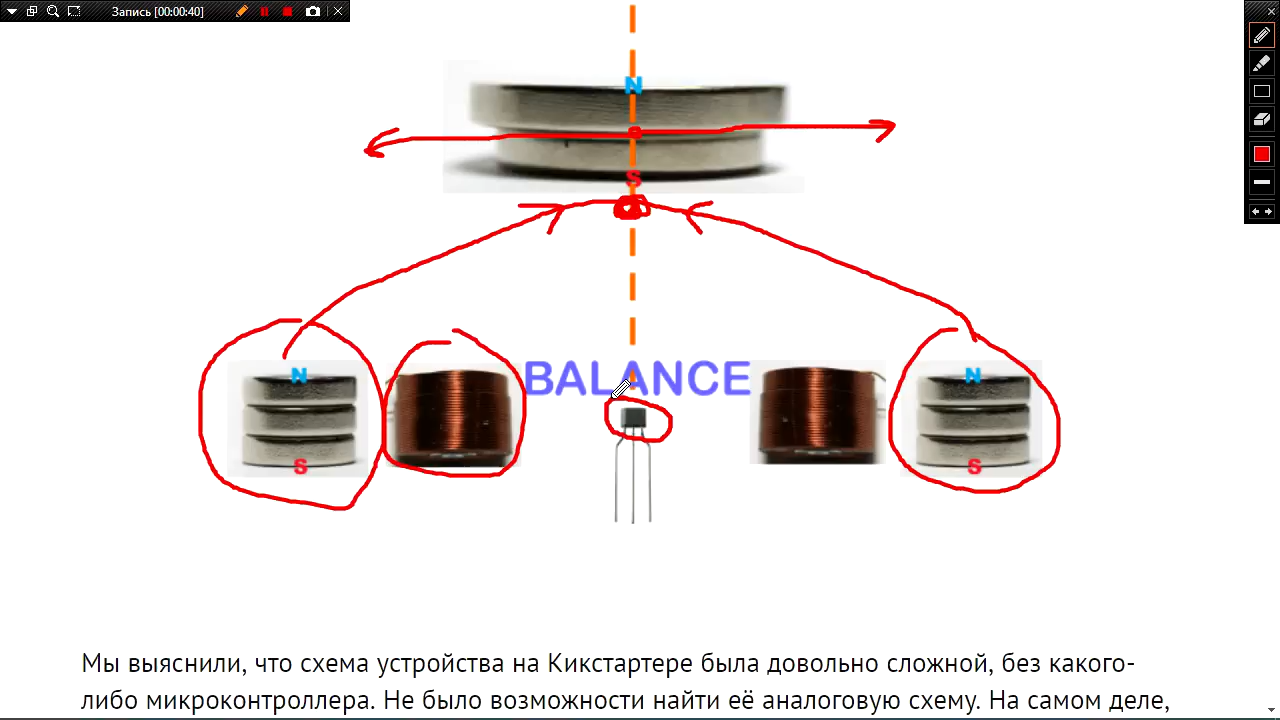 Запись [00:00:40]
N
S
S
N
BALANCE
N
S
S
Мы выяснили, что схема устройства на Кикстартере была довольно сложной, без какого-
либо микроконтроллера. Не было возможности найти её аналоговую схему. На самом деле,